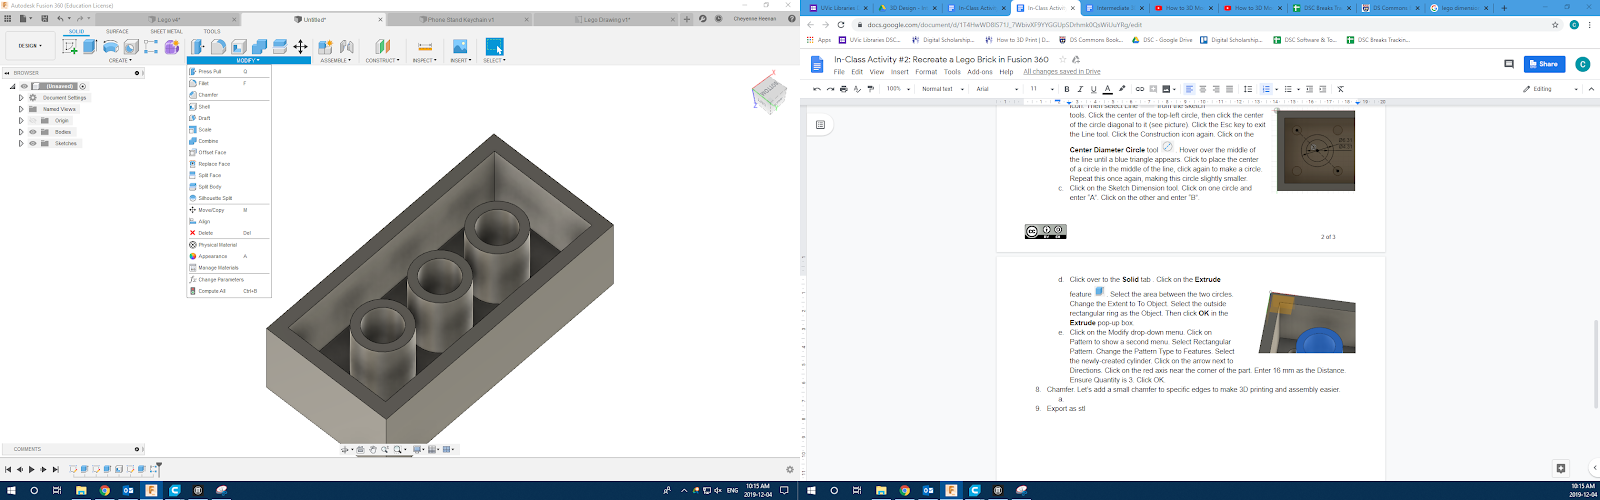 Autodesk Fusion 360 (Education License)
Lego v4*
Untitled*
Phone Stand Keychain v1
Lego Drawing v1*
Cheyenne Heenan
DESIGN
SOLID
SURFACE
SHEET METAL
TOOLS
CREATE
MODIFY
ASSEMBLE
CONSTRUCT
INSPECT
INSERT
SELECT
BROWSER
(Unsaved)
Document Settings
Named Views
Origin
Bodies
Sketches
Press Pull Q
Fillet F
Chamfer
Shell
Draft
Scale
Combine
Offset Face
Replace Face
Split Face
Split Body
Silhouette Split
Move/Copy M
Align
Delete Del
Physical Material
Appearance A
Manage Materials
Change Parameters
Compute All Ctrl+B
COMMENTS
ENG
10:15 AM
2019-12-04
UVic Libraries
3D Design - In
In-Class Activi
In-Class Activi
Intermediate
How to 3D Mo
How to 3D Mo
DSC Breaks Tra
DS Commons
lego dimensio
Apps
UVic Libraries DSC...
Digital Scholarship...
How to 3D Print | D...
DS Commons Book...
DSC - Google Drive
Digital Scholarship...
DSC Software & To...
DSC Breaks Trackin...
In-Class Activity #2: Recreate a Lego Brick in Fusion 360
File Edit View Insert Format Tools Add-ons Help All changes saved in Drive
Share
100% Normal text Arial 11
Editing
tools. Click the center of the top-left circle, then click the center
of the circle diagonal to it (see picture). Click the Esc key to exit
the Line tool. Click the Construction icon again. Click on the
Center Diameter Circle tool . Hover over the middle of
the line until a blue triangle appears. Click to place the center
of a circle in the middle of the line, click again to make a circle.
Repeat this once again, making this circle slightly smaller.
c. Click on the Sketch Dimension tool. Click on one circle and
enter "A". Click on the other and enter "B".
2 of 3
d. Click over to the Solid tab . Click on the Extrude
feature . Select the area between the two circles.
Change the Extent to To Object. Select the outside
rectangular ring as the Object. Then click OK in the
Extrude pop-up box.
e. Click on the Modify drop-down menu. Click on
Pattern to show a second menu. Select Rectangular
Pattern. Change the Pattern Type to Features. Select
the newly-created cylinder. Click on the arrow next to
Directions. Click on the red axis near the corner of the part. Enter 16 mm as the Distance.
Ensure Quantity is 3. Click OK.
8. Chamfer. Let's add a small chamfer to specific edges to make 3D printing and assembly easier.
a.
9. Export as stl
ENG
10:15 AM
2019-12-04